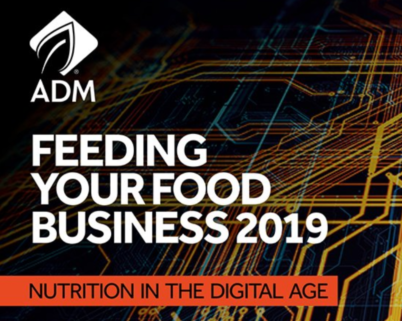 ADM
FEEDING
YOUR FOOD
BUSINESS 2019
NUTRITION IN THE DIGITAL AGE